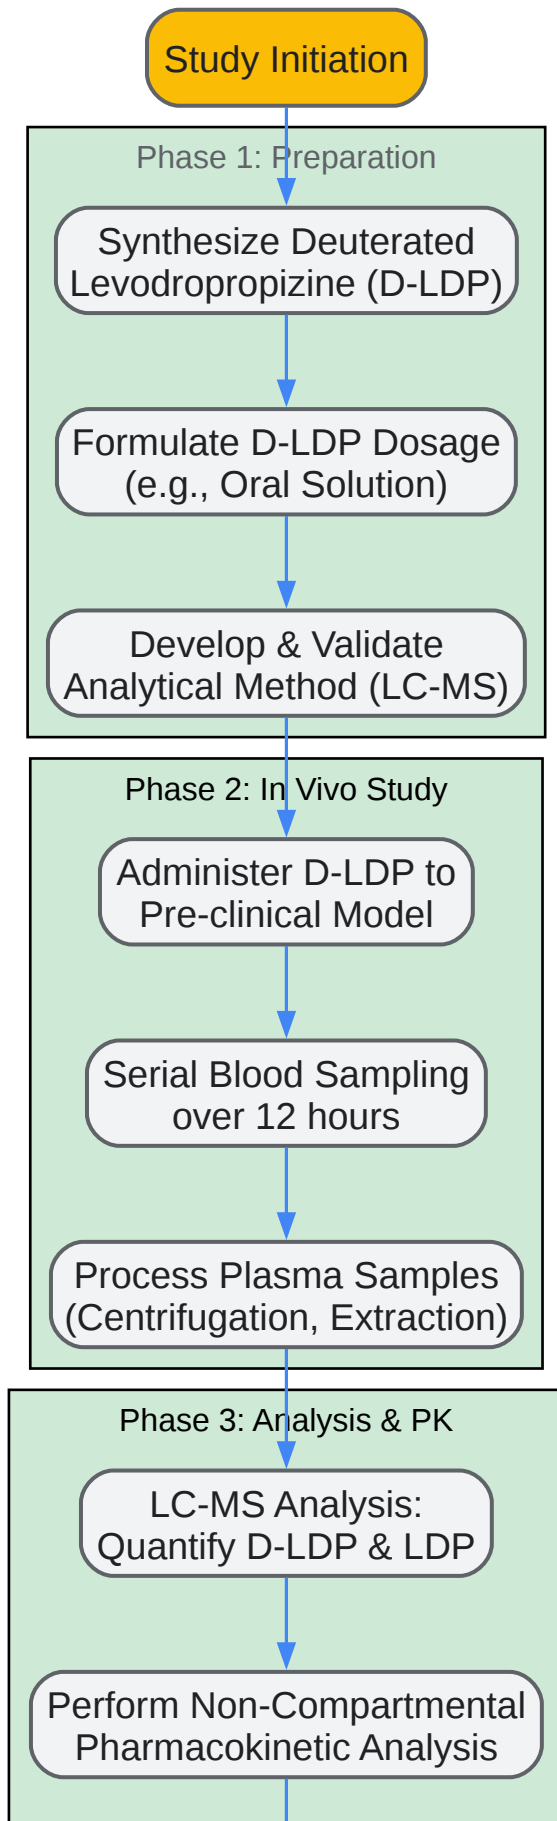 Study Initiation
Phase 1: Preparation
Synthesize Deuterated
Levodropropizine (D-LDP)
Formulate D-LDP Dosage
(e.g., Oral Solution)
Develop & Validate
Analytical Method (LC-MS)
Phase 2: In Vivo Study
Administer D-LDP to
Pre-clinical Model
Serial Blood Sampling
over 12 hours
Process Plasma Samples
(Centrifugation, Extraction)
Phase 3: Analysis & PK
LC-MS Analysis:
Quantify D-LDP & LDP
Perform Non-Compartmental
Pharmacokinetic Analysis